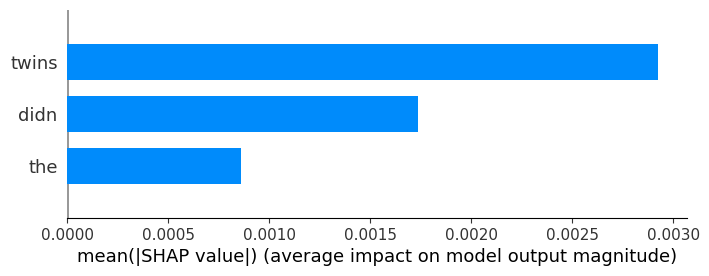 twins
didn
the
0.0000 0.0005 0.0010 0.0015 0.0020 0.0025 0.0030
mean(|SHAP value|) (average impact on model output magnitude)